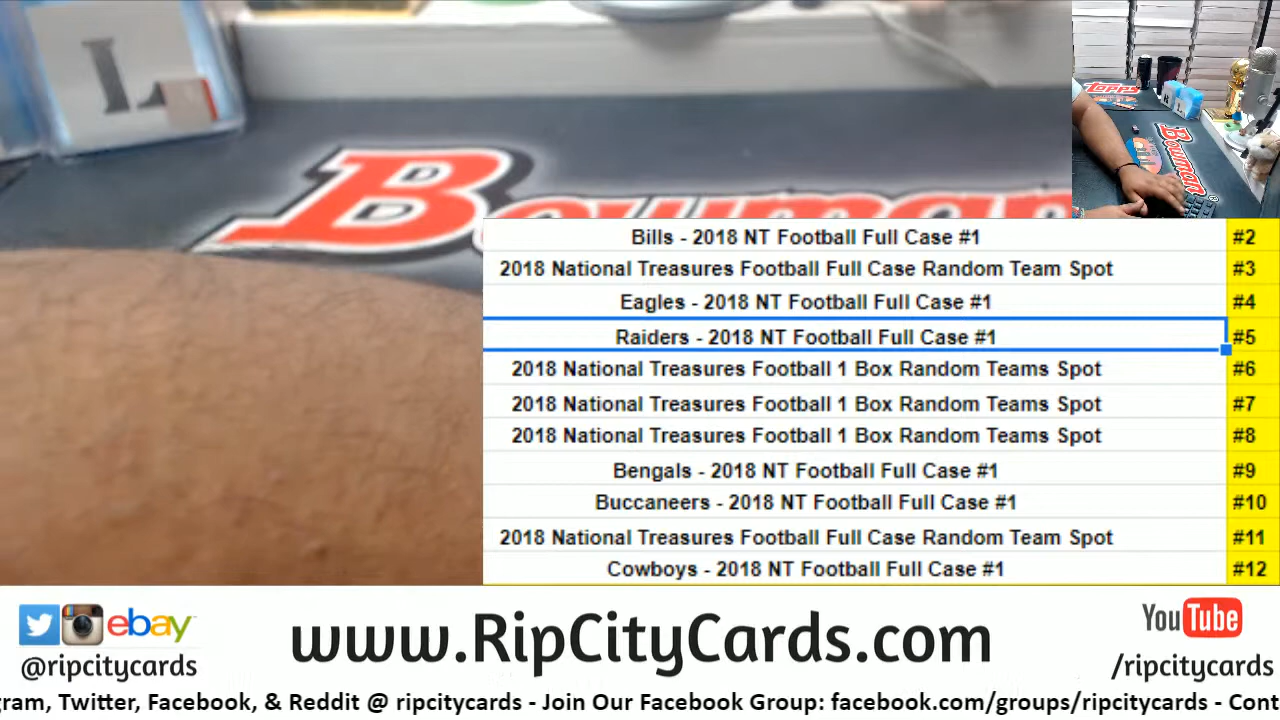 L
Bowman
TOPPS
Bowman
Bills - 2018 NT Football Full Case #1 #2
2018 National Treasures Football Full Case Random Team Spot #3
Eagles - 2018 NT Football Full Case #1 #4
Raiders - 2018 NT Football Full Case #1 #5
2018 National Treasures Football 1 Box Random Teams Spot #6
2018 National Treasures Football 1 Box Random Teams Spot #7
2018 National Treasures Football 1 Box Random Teams Spot #8
Bengals - 2018 NT Football Full Case #1 #9
Buccaneers - 2018 NT Football Full Case #1 #10
2018 National Treasures Football Full Case Random Team Spot #11
Cowboys - 2018 NT Football Full Case #1 #12
ebay
@ripcitycards
www.RipCityCards.com
YouTube
/ripcitycards
gram, Twitter, Facebook, & Reddit @ ripcitycards - Join Our Facebook Group: facebook.com/groups/ripcitycards - Cont